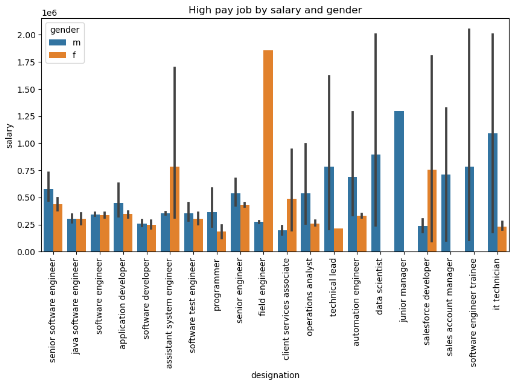 High pay job by salary and gender
1e6
gender
m
f
2.00
1.75
1.50
1.25
1.00
0.75
0.50
0.25
0.00
salary
senior software engineer
java software engineer
software engineer
application developer
software developer
assistant system engineer
software test engineer
programmer
senior engineer
field engineer
client services associate
operations analyst
technical lead
automation engineer
data scientist
junior manager
salesforce developer
sales account manager
software engineer trainee
it technician
designation